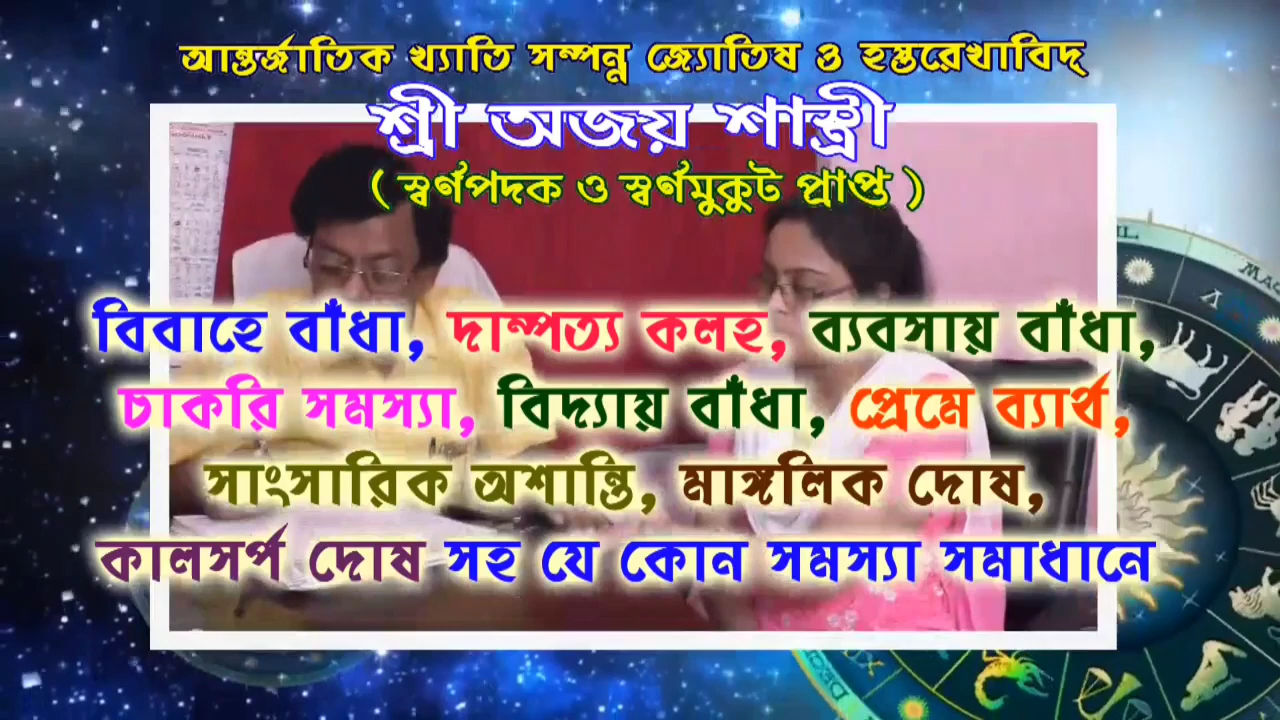 আন্তর্জাতিক খ্যাতি সম্পন্ন জ্যোতিষ ও হস্তরেখাবিদ্
শ্রী অজয় শাস্ত্রী
( স্বর্ণপদক ও স্বর্ণমুকুট প্রাপ্ত )
বিবাহে বাঁধা, দাম্পত্য কলহ, ব্যবসায় বাঁধা,
চাকরি সমস্যা, বিদ্যায় বাঁধা, প্রেমে ব্যার্থ,
সাংসারিক অশান্তি, মাঙ্গলিক দোষ,
কালসর্প দোষ সহ যে কোন সমস্যা সমাধানে